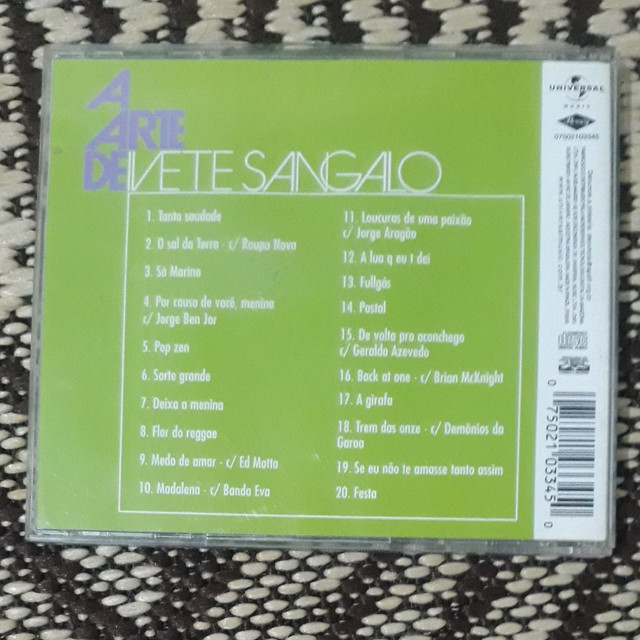 A
ARTE
DE IVETE SANGALO
1. Tanta saudade
2. O sal da Terra - c/ Roupa Nova
3. Só Marina
4. Por causa de você, menina
c/ Jorge Ben Jor
5. Pop zen
6. Sorte grande
7. Deixa a menina
8. Flor do reggae
9. Medo de amar - c/ Ed Motta
10. Madalena - c/ Banda Eva
11. Loucuras de uma paixão
c/ Jorge Aragão
12. A lua q eu t dei
13. Fullgás
14. Postal
15. De volta pro aconchego
c/ Geraldo Azevedo
16. Back at one - c/ Brian McKnight
17. A girafa
18. Trem das onze - c/ Demônios da
Garoa
19. Se eu não te amasse tanto assim
20. Festa
UNIVERSAL
MUSIC
07502103345
0 75021 03345 0